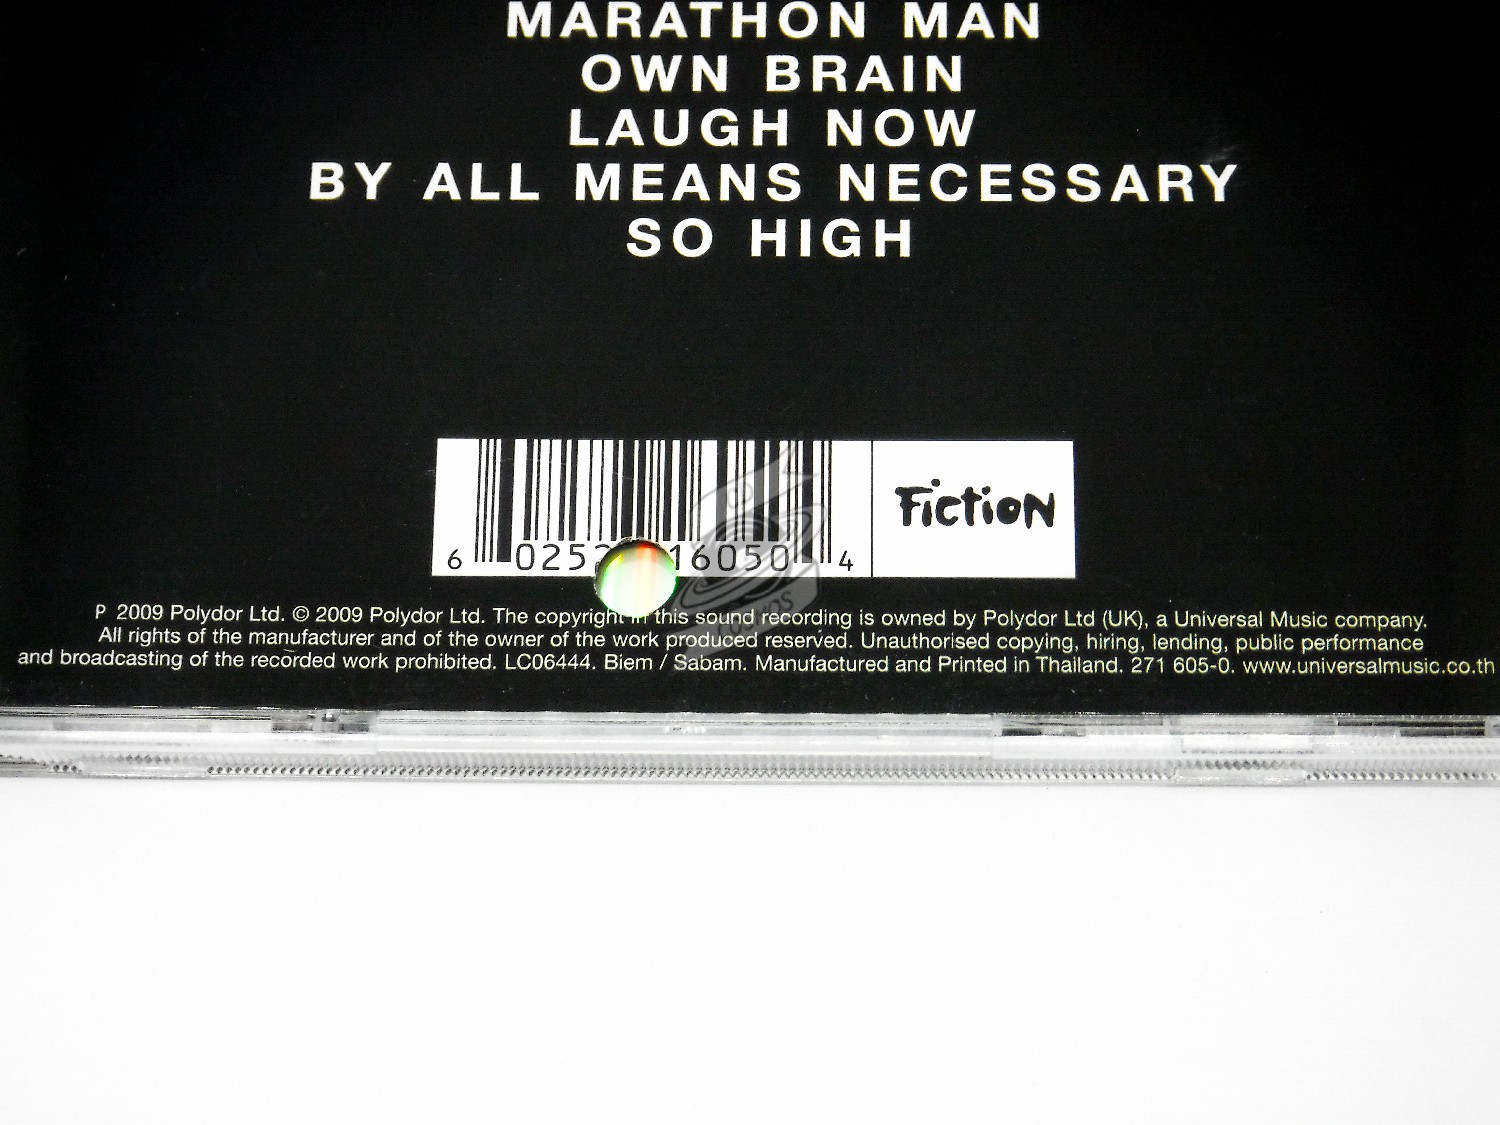 MARATHON MAN
OWN BRAIN
LAUGH NOW
BY ALL MEANS NECESSARY
SO HIGH
Fiction
6 0252 16050 4
P 2009 Polydor Ltd. © 2009 Polydor Ltd. The copyright in this sound recording is owned by Polydor Ltd (UK), a Universal Music company.
All rights of the manufacturer and of the owner of the work produced reserved. Unauthorised copying, hiring, lending, public performance
and broadcasting of the recorded work prohibited. LC06444. Biem / Sabam. Manufactured and Printed in Thailand. 271 605-0. www.universalmusic.co.th